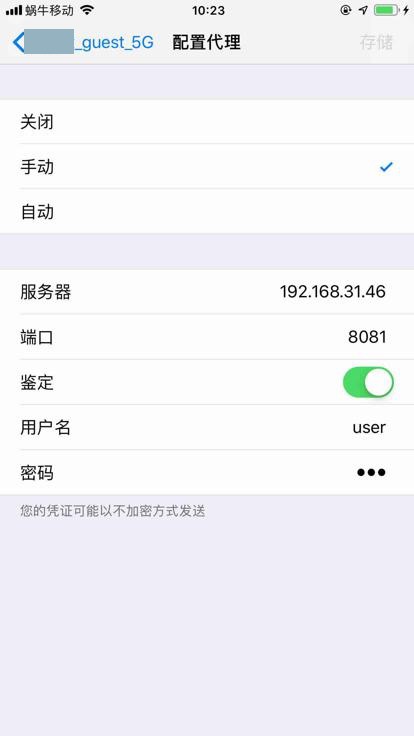 蜗牛移动
10:23
_guest_5G
配置代理
存储
关闭
手动
自动
服务器 192.168.31.46
端口 8081
鉴定
用户名 user
密码 •••
您的凭证可能以不加密方式发送